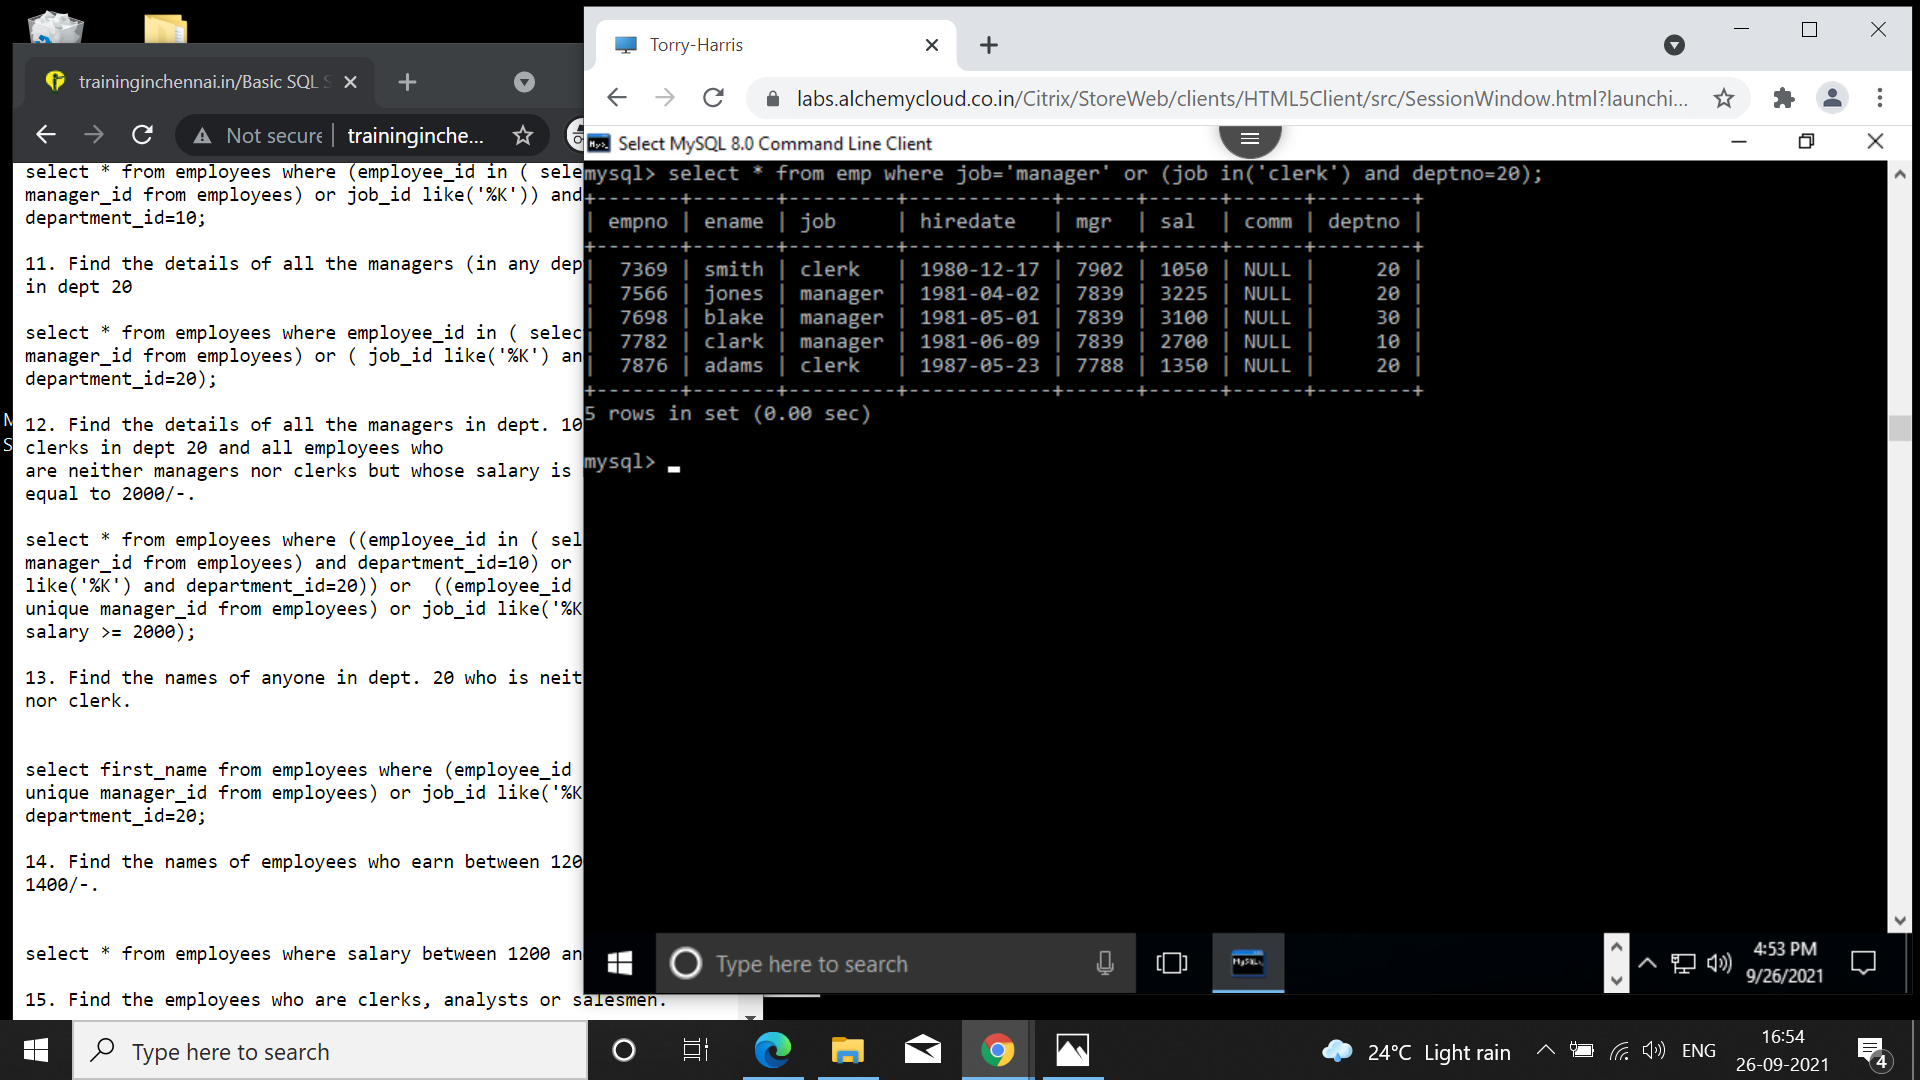 traininginchennai.in/Basic SQL S
Not secure
traininginche...
select * from employees where (employee_id in ( sele
manager_id from employees) or job_id like('%K')) and
department_id=10;
11. Find the details of all the managers (in any dep
in dept 20
select * from employees where employee_id in ( selec
manager_id from employees) or ( job_id like('%K') an
department_id=20);
12. Find the details of all the managers in dept. 10
clerks in dept 20 and all employees who
are neither managers nor clerks but whose salary is
equal to 2000/-.
select * from employees where ((employee_id in ( sel
manager_id from employees) and department_id=10) or
like('%K') and department_id=20)) or  ((employee_id
unique manager_id from employees) or job_id like('%K
salary >= 2000);
13. Find the names of anyone in dept. 20 who is neit
nor clerk.
select first_name from employees where (employee_id
unique manager_id from employees) or job_id like('%K
department_id=20;
14. Find the names of employees who earn between 120
1400/-.
select * from employees where salary between 1200 an
15. Find the employees who are clerks, analysts or salesmen.
M
S
Torry-Harris
labs.alchemycloud.co.in/Citrix/StoreWeb/clients/HTML5Client/src/SessionWindow.html?launchi...
Select MySQL 8.0 Command Line Client
mysql> select * from emp where job='manager' or (job in('clerk') and deptno=20);
+-------+-------+---------+------------+------+------+------+--------+
| empno | ename | job     | hiredate   | mgr  | sal  | comm | deptno |
+-------+-------+---------+------------+------+------+------+--------+
|  7369 | smith | clerk   | 1980-12-17 | 7902 | 1050 | NULL |     20 |
|  7566 | jones | manager | 1981-04-02 | 7839 | 3225 | NULL |     20 |
|  7698 | blake | manager | 1981-05-01 | 7839 | 3100 | NULL |     30 |
|  7782 | clark | manager | 1981-06-09 | 7839 | 2700 | NULL |     10 |
|  7876 | adams | clerk   | 1987-05-23 | 7788 | 1350 | NULL |     20 |
+-------+-------+---------+------------+------+------+------+--------+
5 rows in set (0.00 sec)
mysql>
Type here to search
4:53 PM
9/26/2021
Type here to search
24°C Light rain
ENG
16:54
26-09-2021
4